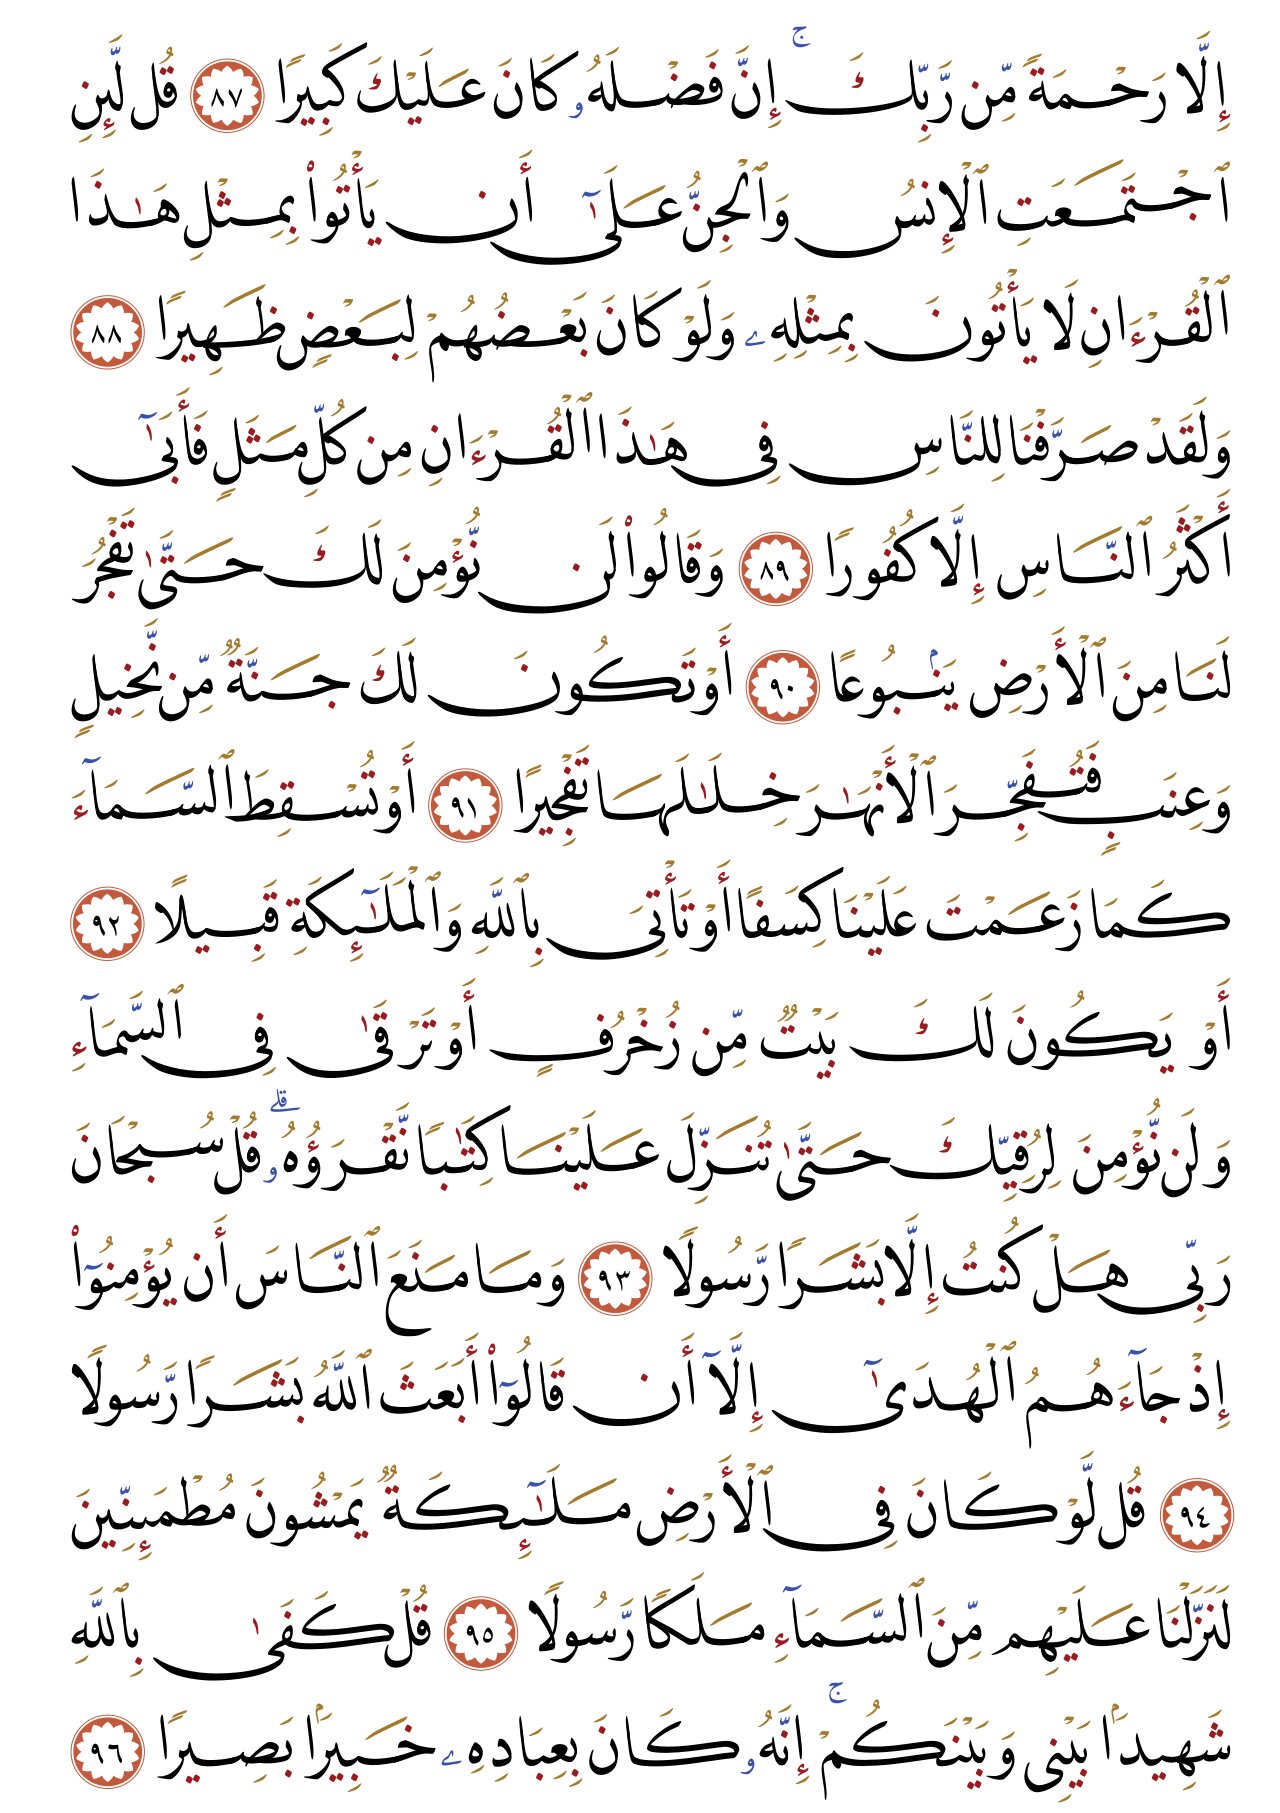 إِلَّا رَحْمَةً مِّن رَّبِّكَ ۚ إِنَّ فَضْلَهُۥ كَانَ عَلَيْكَ كَبِيرًا ٨٧ قُل لَّئِنِ
ٱجْتَمَعَتِ ٱلْإِنسُ وَٱلْجِنُّ عَلَىٰٓ أَن يَأْتُوا۟ بِمِثْلِ هَـٰذَا
ٱلْقُرْءَانِ لَا يَأْتُونَ بِمِثْلِهِۦ وَلَوْ كَانَ بَعْضُهُمْ لِبَعْضٍ ظَهِيرًا ٨٨
وَلَقَدْ صَرَّفْنَا لِلنَّاسِ فِى هَـٰذَا ٱلْقُرْءَانِ مِن كُلِّ مَثَلٍ فَأَبَىٰٓ
أَكْثَرُ ٱلنَّاسِ إِلَّا كُفُورًا ٨٩ وَقَالُوا۟ لَن نُّؤْمِنَ لَكَ حَتَّىٰ تَفْجُرَ
لَنَا مِنَ ٱلْأَرْضِ يَنۢبُوعًا ٩٠ أَوْ تَكُونَ لَكَ جَنَّةٌ مِّن نَّخِيلٍ
وَعِنَبٍ فَتُفَجِّرَ ٱلْأَنْهَـٰرَ خِلَـٰلَهَا تَفْجِيرًا ٩١ أَوْ تُسْقِطَ ٱلسَّمَآءَ
كَمَا زَعَمْتَ عَلَيْنَا كِسَفًا أَوْ تَأْتِىَ بِٱللَّهِ وَٱلْمَلَـٰٓئِكَةِ قَبِيلًا ٩٢
أَوْ يَكُونَ لَكَ بَيْتٌ مِّن زُخْرُفٍ أَوْ تَرْقَىٰ فِى ٱلسَّمَآءِ
وَلَن نُّؤْمِنَ لِرُقِيِّكَ حَتَّىٰ تُنَزِّلَ عَلَيْنَا كِتَـٰبًا نَّقْرَؤُهُۥ ۗ قُلْ سُبْحَانَ
رَبِّى هَلْ كُنتُ إِلَّا بَشَرًا رَّسُولًا ٩٣ وَمَا مَنَعَ ٱلنَّاسَ أَن يُؤْمِنُوٓا۟
إِذْ جَآءَهُمُ ٱلْهُدَىٰٓ إِلَّآ أَن قَالُوٓا۟ أَبَعَثَ ٱللَّهُ بَشَرًا رَّسُولًا
٩٤ قُل لَّوْ كَانَ فِى ٱلْأَرْضِ مَلَـٰٓئِكَةٌ يَمْشُونَ مُطْمَئِنِّينَ
لَنَزَّلْنَا عَلَيْهِم مِّنَ ٱلسَّمَآءِ مَلَكًا رَّسُولًا ٩٥ قُلْ كَفَىٰ بِٱللَّهِ
شَهِيدًۢا بَيْنِى وَبَيْنَكُمْ ۚ إِنَّهُۥ كَانَ بِعِبَادِهِۦ خَبِيرًۢا بَصِيرًا ٩٦